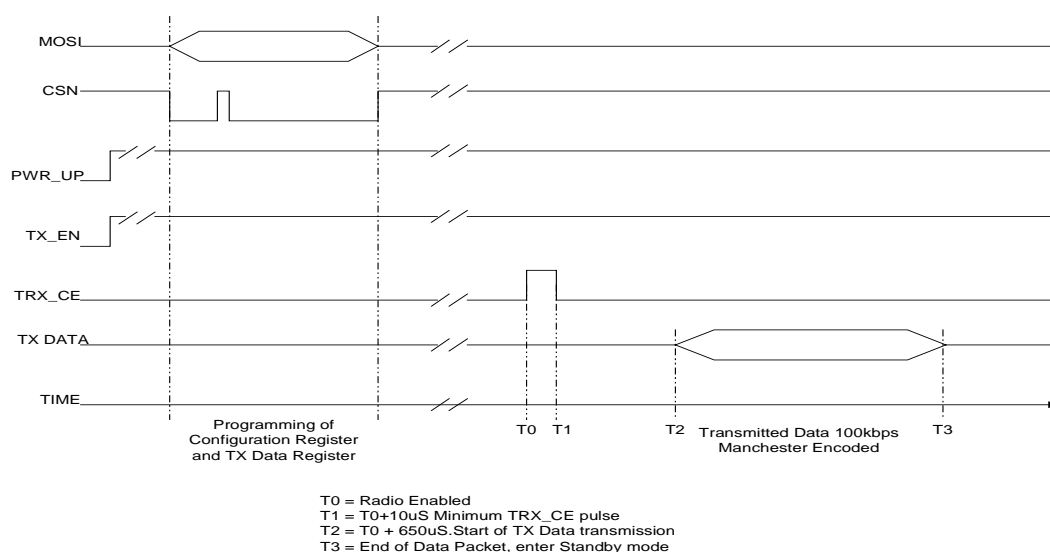 MOSI
CSN
PWR_UP
TX_EN
TRX_CE
TX DATA
TIME
T0 T1 T2 T3
Programming of
Configuration Register
and TX Data Register
Transmitted Data 100kbps
Manchester Encoded
T0 = Radio Enabled
T1 = T0+10uS Minimum TRX_CE pulse
T2 = T0 + 650uS.Start of TX Data transmission
T3 = End of Data Packet, enter Standby mode